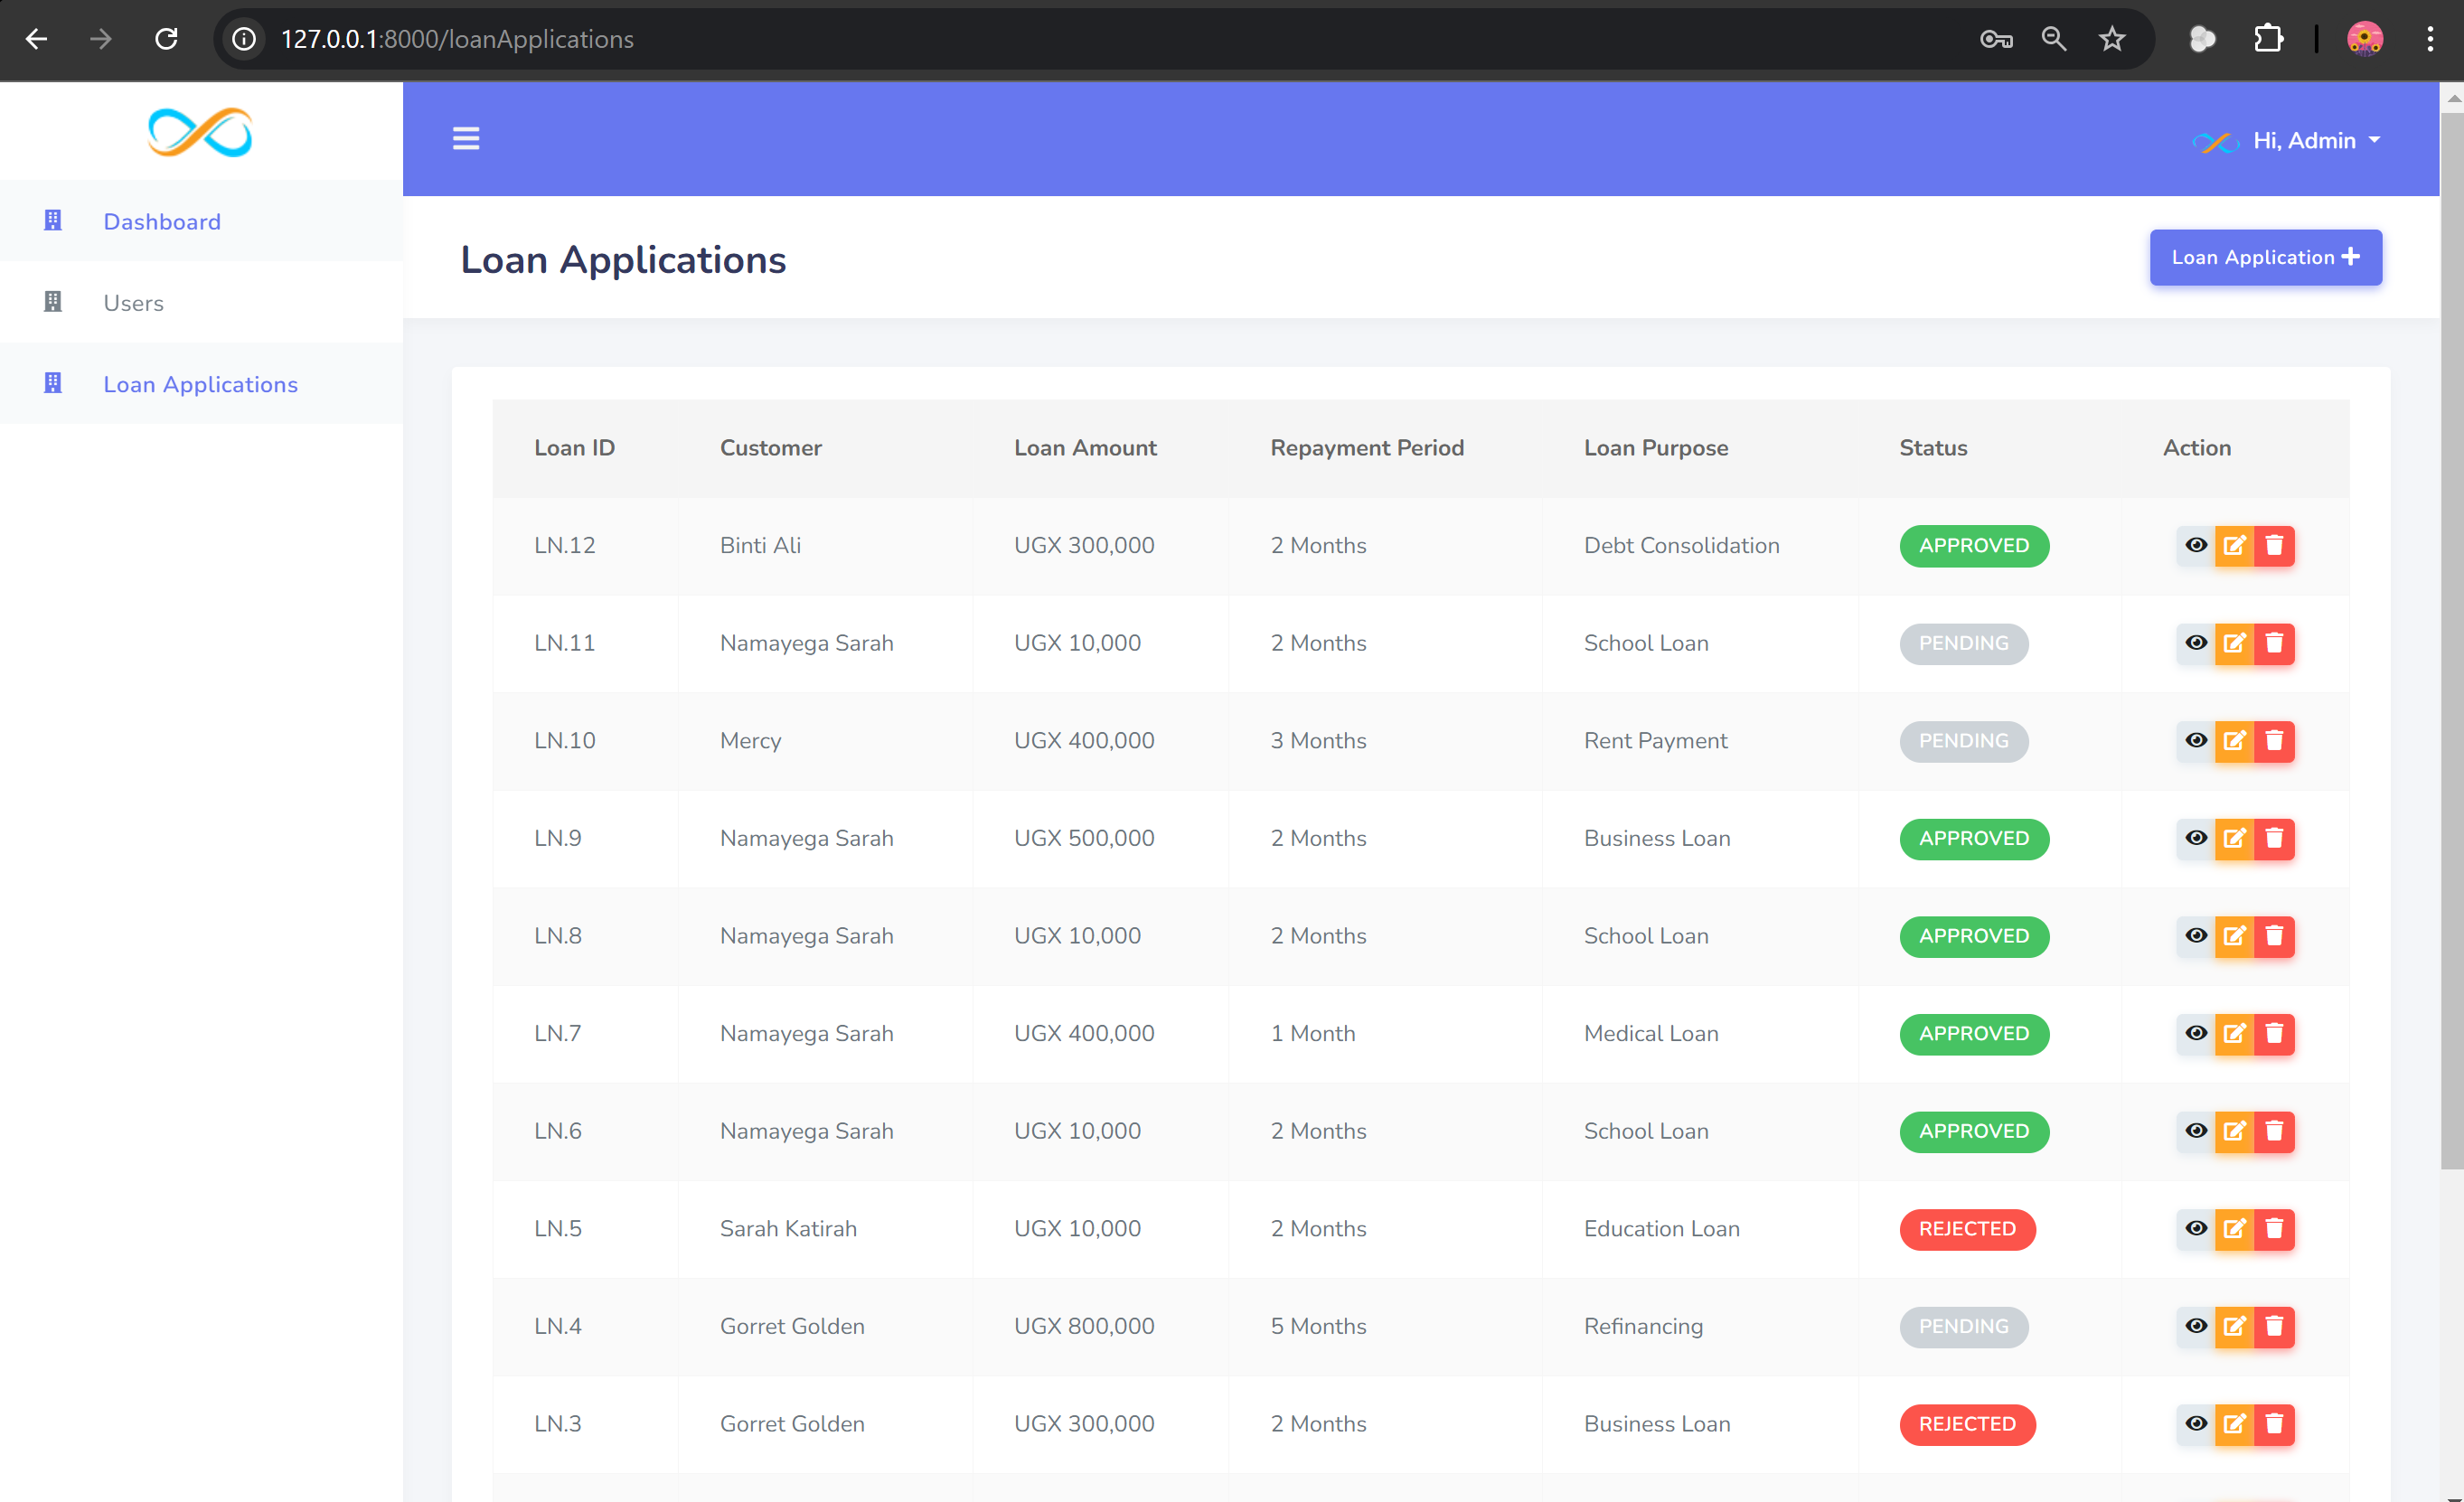 127.0.0.1:8000/loanApplications
Hi, Admin
Dashboard
Users
Loan Applications
Loan Applications
Loan Application
Loan ID Customer Loan Amount Repayment Period Loan Purpose Status Action
LN.12 Binti Ali UGX 300,000 2 Months Debt Consolidation APPROVED
LN.11 Namayega Sarah UGX 10,000 2 Months School Loan PENDING
LN.10 Mercy UGX 400,000 3 Months Rent Payment PENDING
LN.9 Namayega Sarah UGX 500,000 2 Months Business Loan APPROVED
LN.8 Namayega Sarah UGX 10,000 2 Months School Loan APPROVED
LN.7 Namayega Sarah UGX 400,000 1 Month Medical Loan APPROVED
LN.6 Namayega Sarah UGX 10,000 2 Months School Loan APPROVED
LN.5 Sarah Katirah UGX 10,000 2 Months Education Loan REJECTED
LN.4 Gorret Golden UGX 800,000 5 Months Refinancing PENDING
LN.3 Gorret Golden UGX 300,000 2 Months Business Loan REJECTED